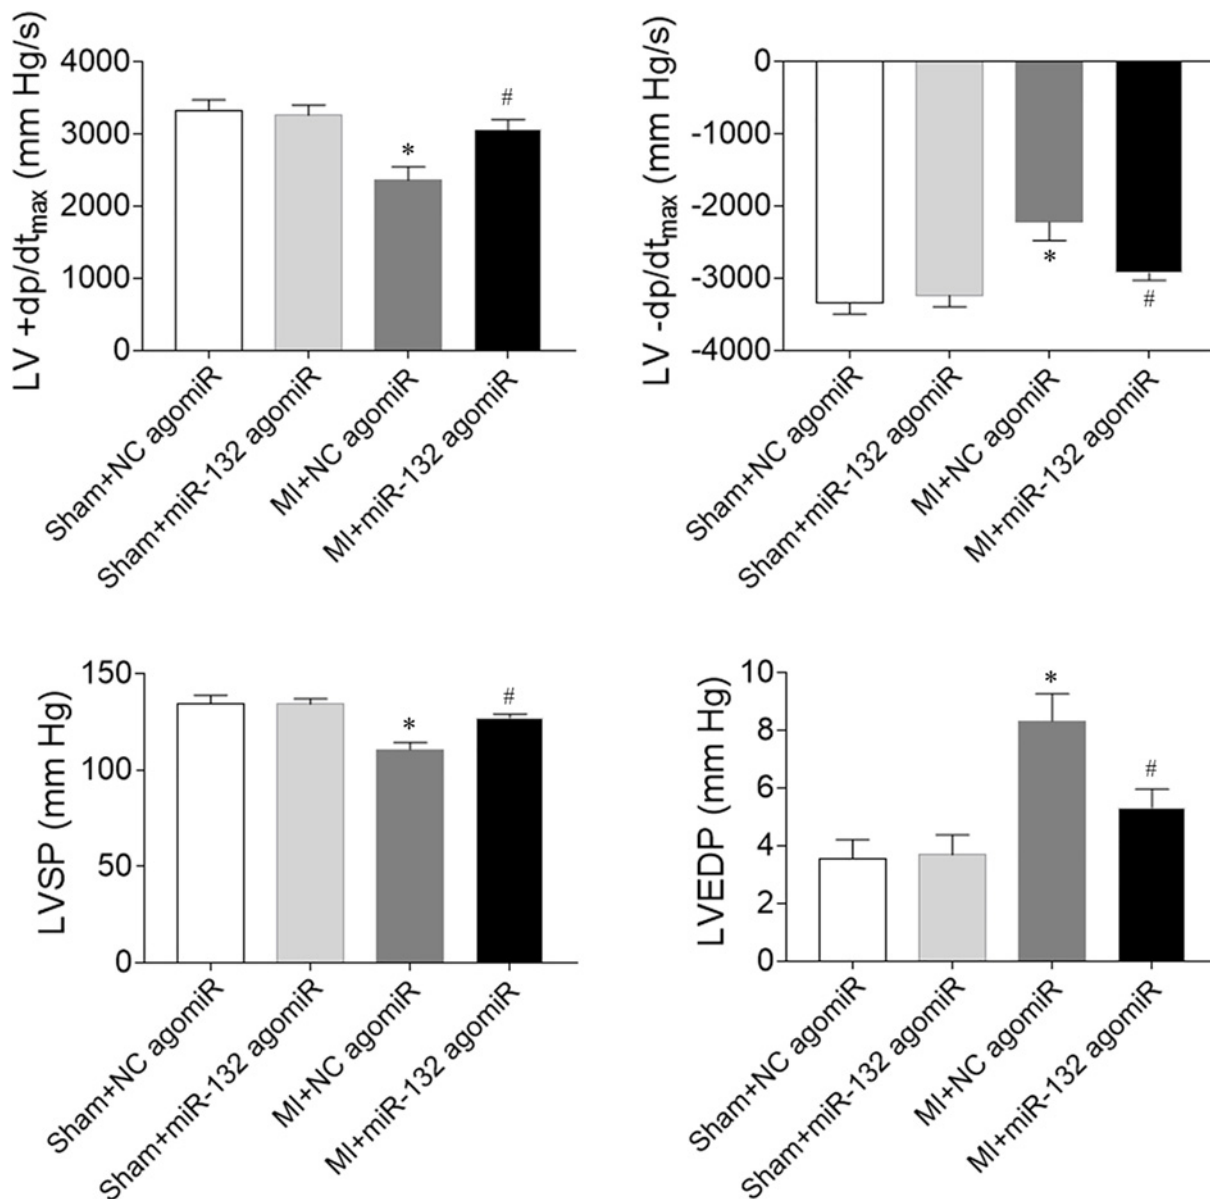 LV +dp/dtmax (mm Hg/s)
4000
3000
2000
1000
0
*
#
Sham+NC agomiR
Sham+miR-132 agomiR
MI+NC agomiR
MI+miR-132 agomiR
LV -dp/dtmax (mm Hg/s)
0
-1000
-2000
-3000
-4000
*
#
Sham+NC agomiR
Sham+miR-132 agomiR
MI+NC agomiR
MI+miR-132 agomiR
LVSP (mm Hg)
150
100
50
0
*
#
Sham+NC agomiR
Sham+miR-132 agomiR
MI+NC agomiR
MI+miR-132 agomiR
LVEDP (mm Hg)
10
8
6
4
2
0
*
#
Sham+NC agomiR
Sham+miR-132 agomiR
MI+NC agomiR
MI+miR-132 agomiR